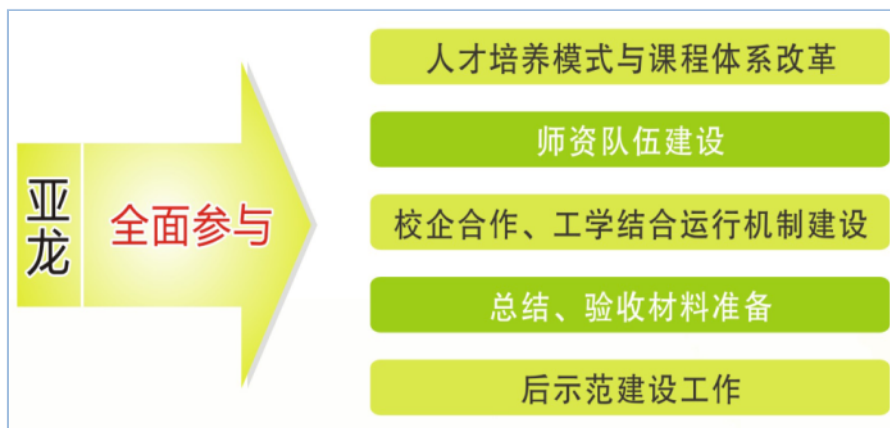 亚龙
全面参与
人才培养模式与课程体系改革
师资队伍建设
校企合作、工学结合运行机制建设
总结、验收材料准备
后示范建设工作